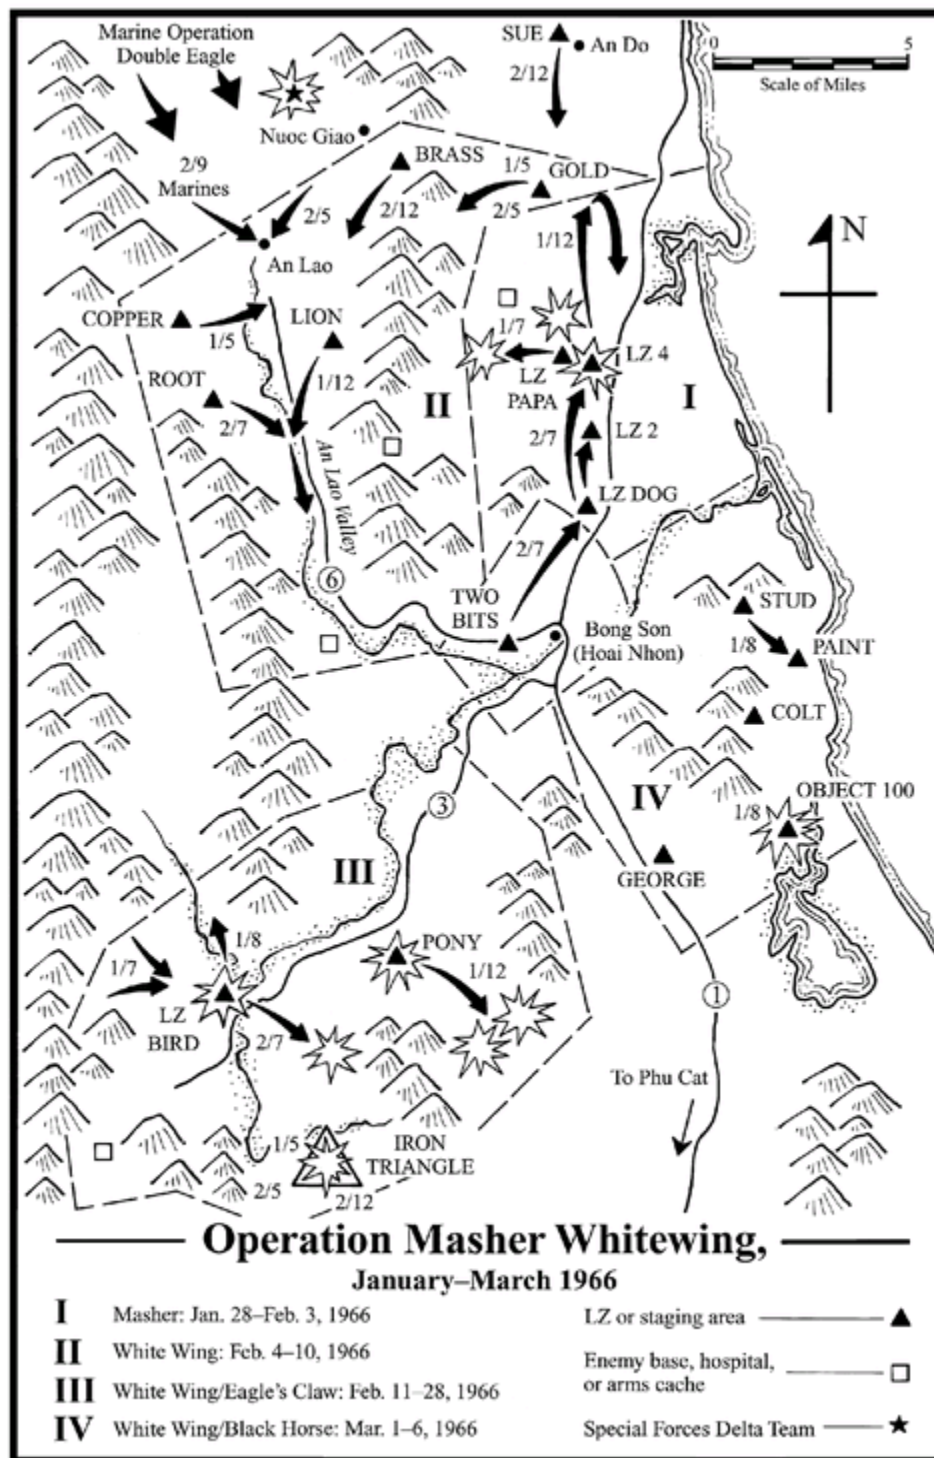 Marine Operation
Double Eagle
SUE
An Do
2/12
0
5
Scale of Miles
Nuoc Giao
BRASS
1/5
GOLD
2/9
Marines
2/5
2/12
2/5
1/12
N
An Lao
COPPER
1/5
LION
1/7
LZ
PAPA
LZ 4
ROOT
1/12
II
I
2/7
2/7
LZ 2
An Lao Valley
LZ DOG
2/7
6
TWO
BITS
Bong Son
(Hoai Nhon)
STUD
1/8
PAINT
COLT
3
IV
OBJECT 100
1/8
III
GEORGE
1/8
PONY
1/7
1/12
LZ
BIRD
2/7
1
To Phu Cat
1/5
IRON
TRIANGLE
2/5
2/12
Operation Masher Whitewing,
January–March 1966
I Masher: Jan. 28–Feb. 3, 1966
II White Wing: Feb. 4–10, 1966
III White Wing/Eagle's Claw: Feb. 11–28, 1966
IV White Wing/Black Horse: Mar. 1–6, 1966
LZ or staging area
Enemy base, hospital,
or arms cache
Special Forces Delta Team